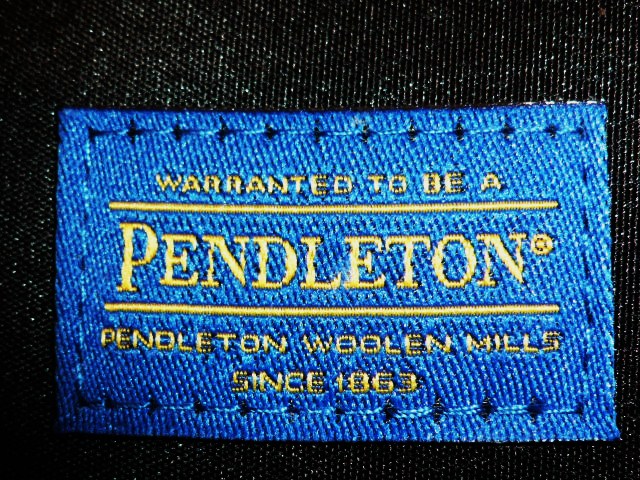 WARRANTED TO BE A
PENDLETON®
PENDLETON WOOLEN MILLS
SINCE 1863